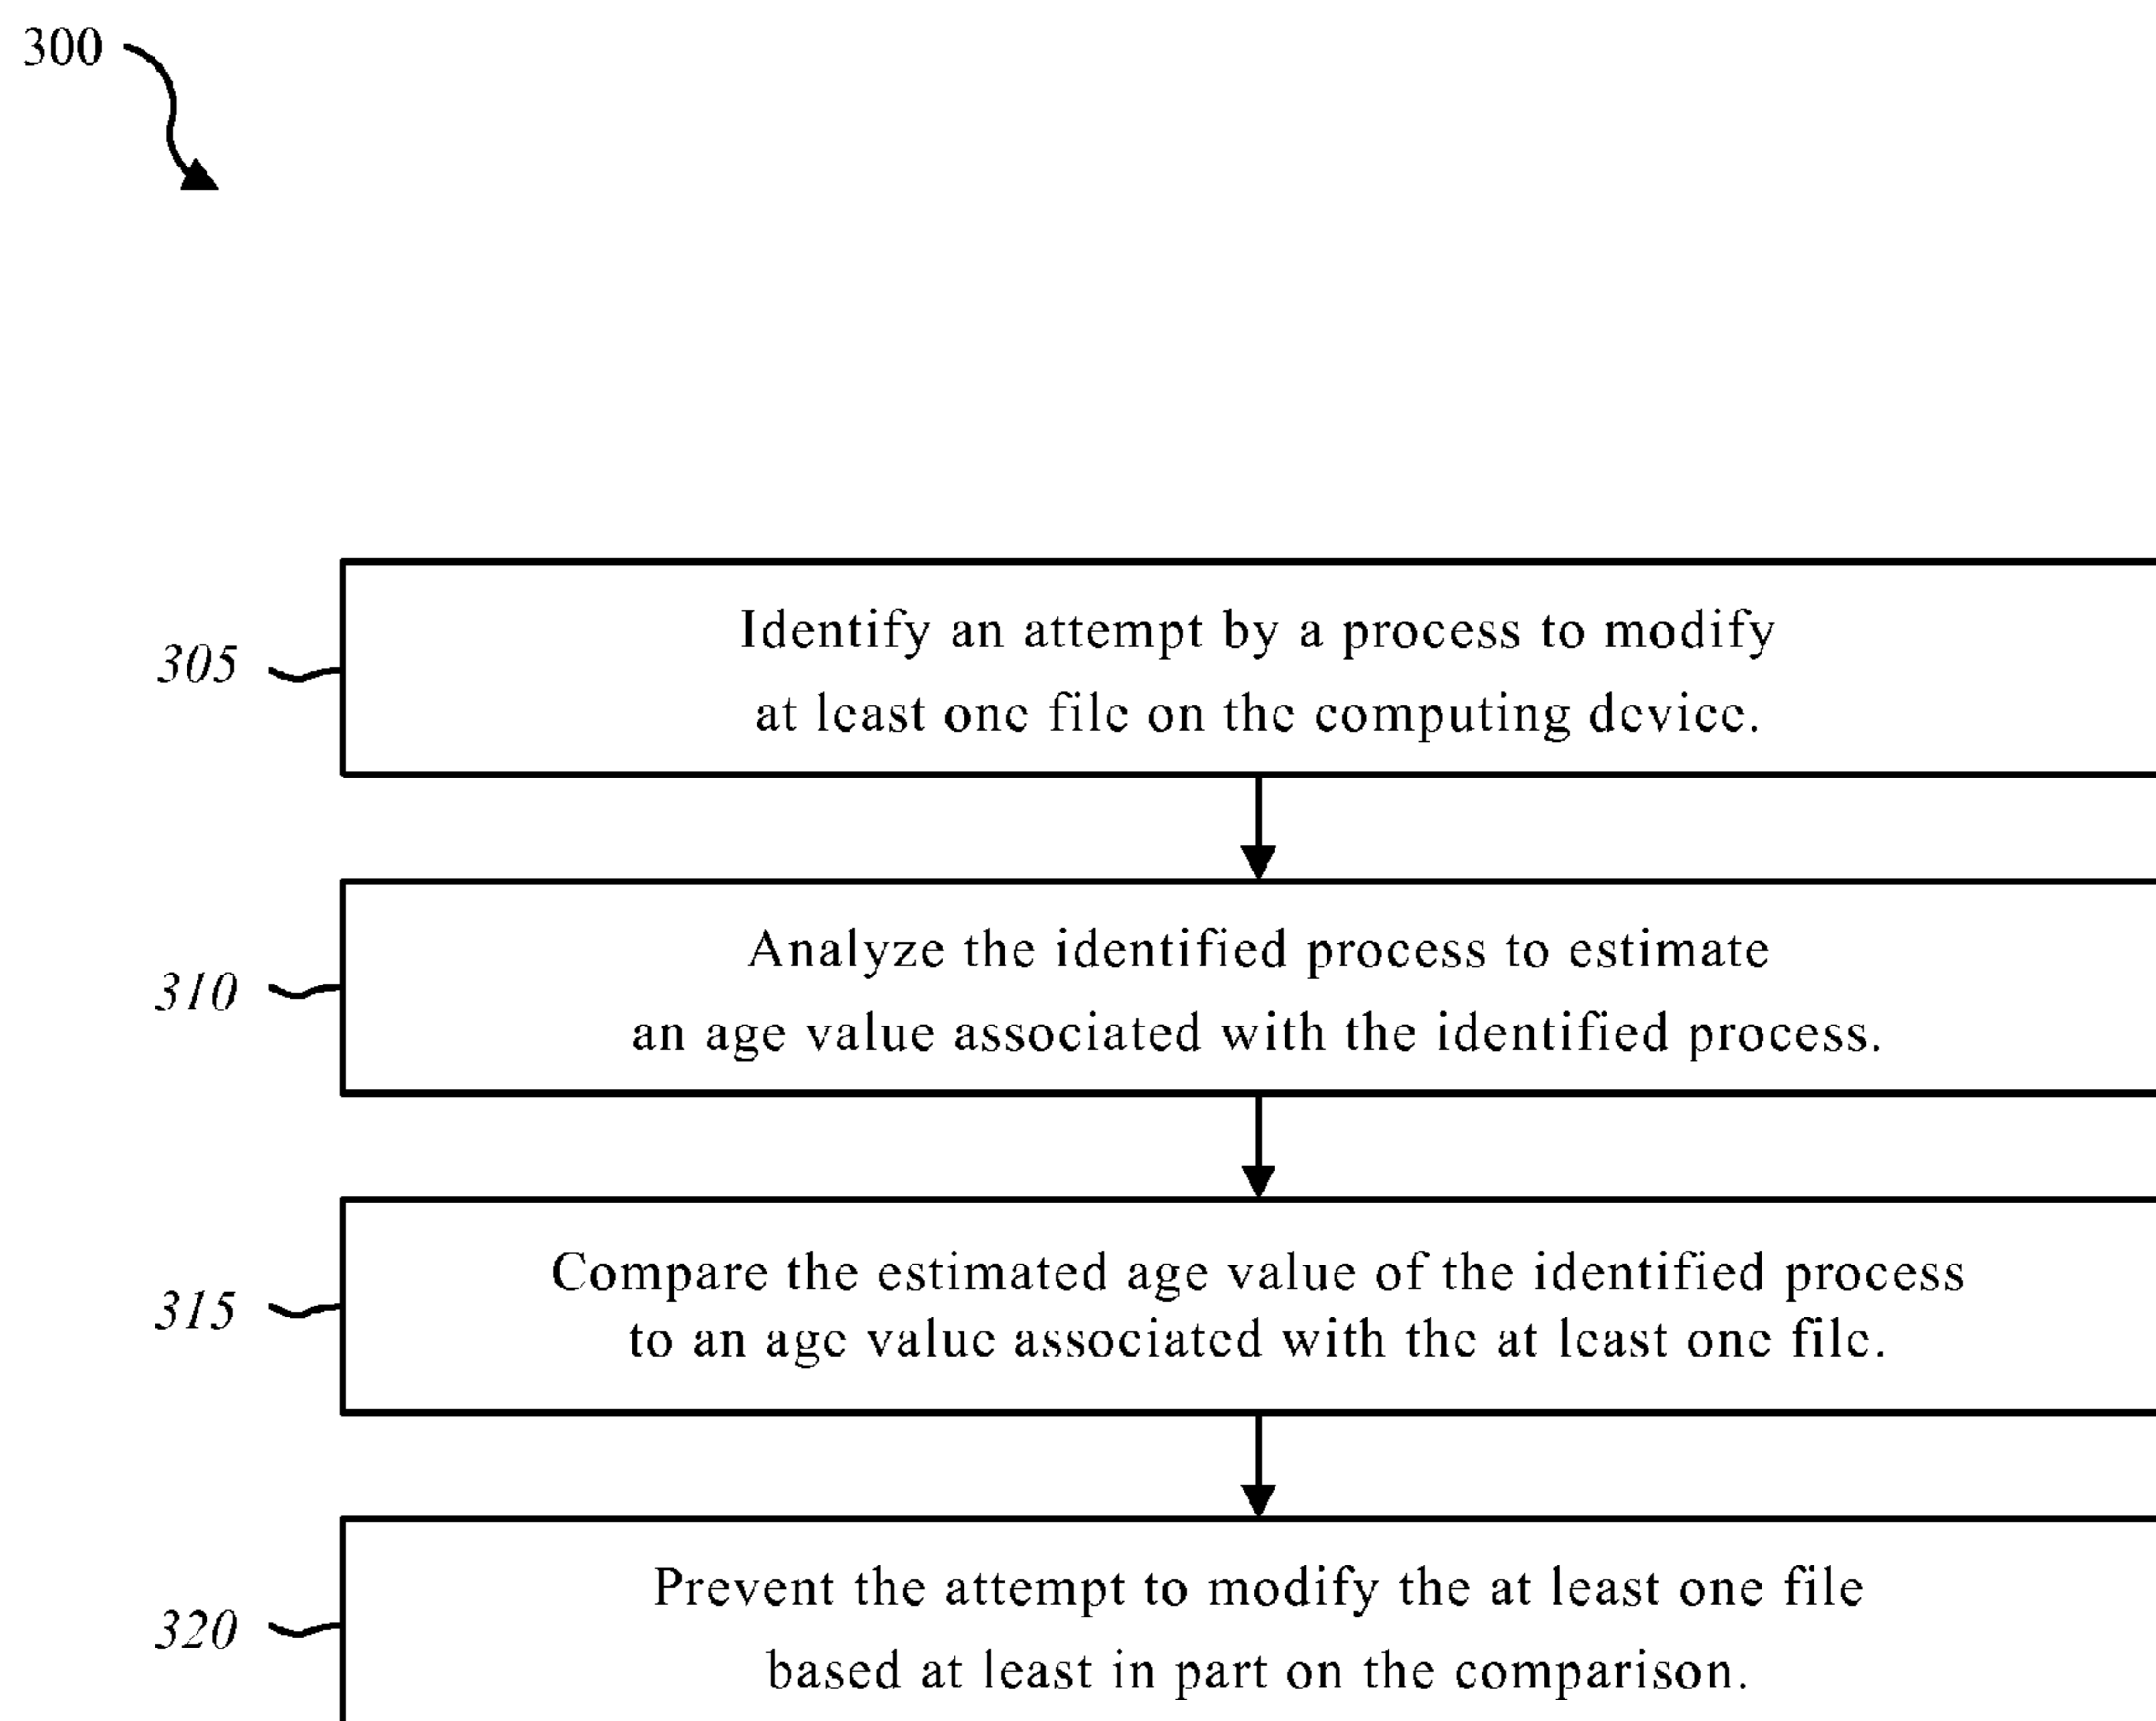 300
305
Identify an attempt by a process to modify
at least one file on the computing device.
310
Analyze the identified process to estimate
an age value associated with the identified process.
315
Compare the estimated age value of the identified process
to an age value associated with the at least one file.
320
Prevent the attempt to modify the at least one file
based at least in part on the comparison.